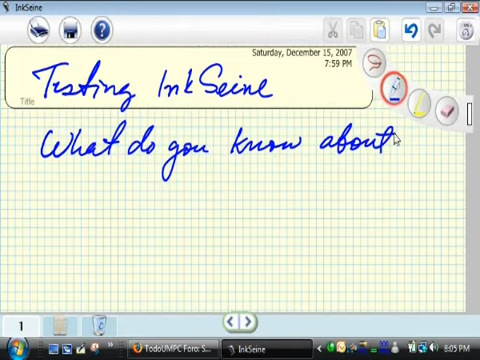 InkSeine
Saturday, December 15, 2007
7:59 PM
Testing InkSeine
Title
What do you know about
1
TodoUMPC Foro: S...
InkSeine
8:05 PM